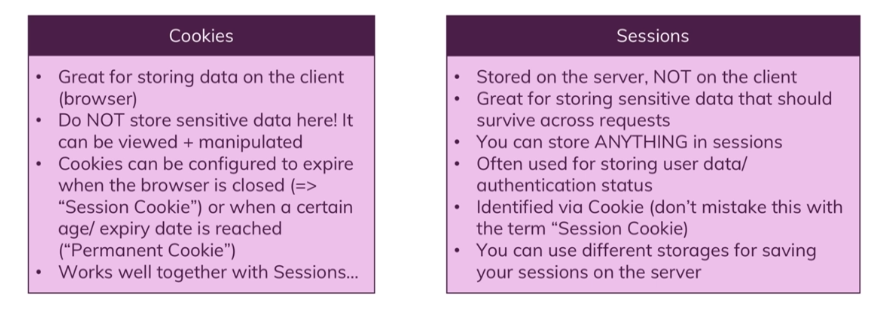 Cookies
• Great for storing data on the client
(browser)
• Do NOT store sensitive data here! It
can be viewed + manipulated
• Cookies can be configured to expire
when the browser is closed (=>
“Session Cookie”) or when a certain
age/ expiry date is reached
(“Permanent Cookie”)
• Works well together with Sessions…
Sessions
• Stored on the server, NOT on the client
• Great for storing sensitive data that should
survive across requests
• You can store ANYTHING in sessions
• Often used for storing user data/
authentication status
• Identified via Cookie (don’t mistake this with
the term “Session Cookie)
• You can use different storages for saving
your sessions on the server